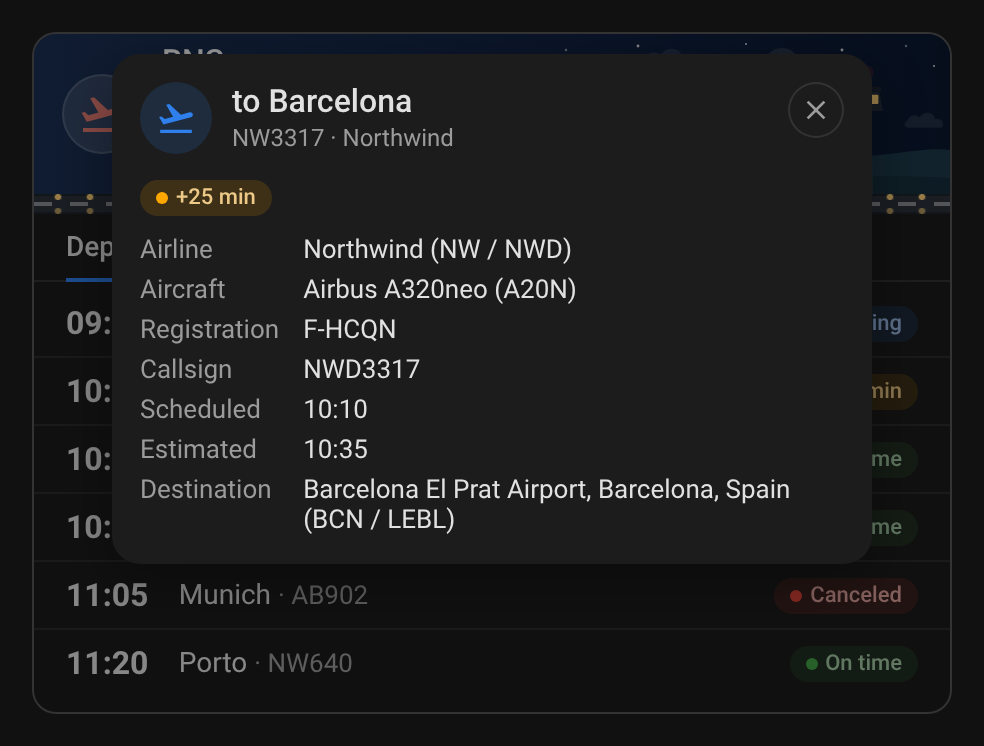 to Barcelona
NW3317 · Northwind
+25 min
Airline Northwind (NW / NWD)
Aircraft Airbus A320neo (A20N)
Registration F-HCQN
Callsign NWD3317
Scheduled 10:10
Estimated 10:35
Destination Barcelona El Prat Airport, Barcelona, Spain
(BCN / LEBL)
11:05 Munich · AB902 Canceled
11:20 Porto · NW640 On time